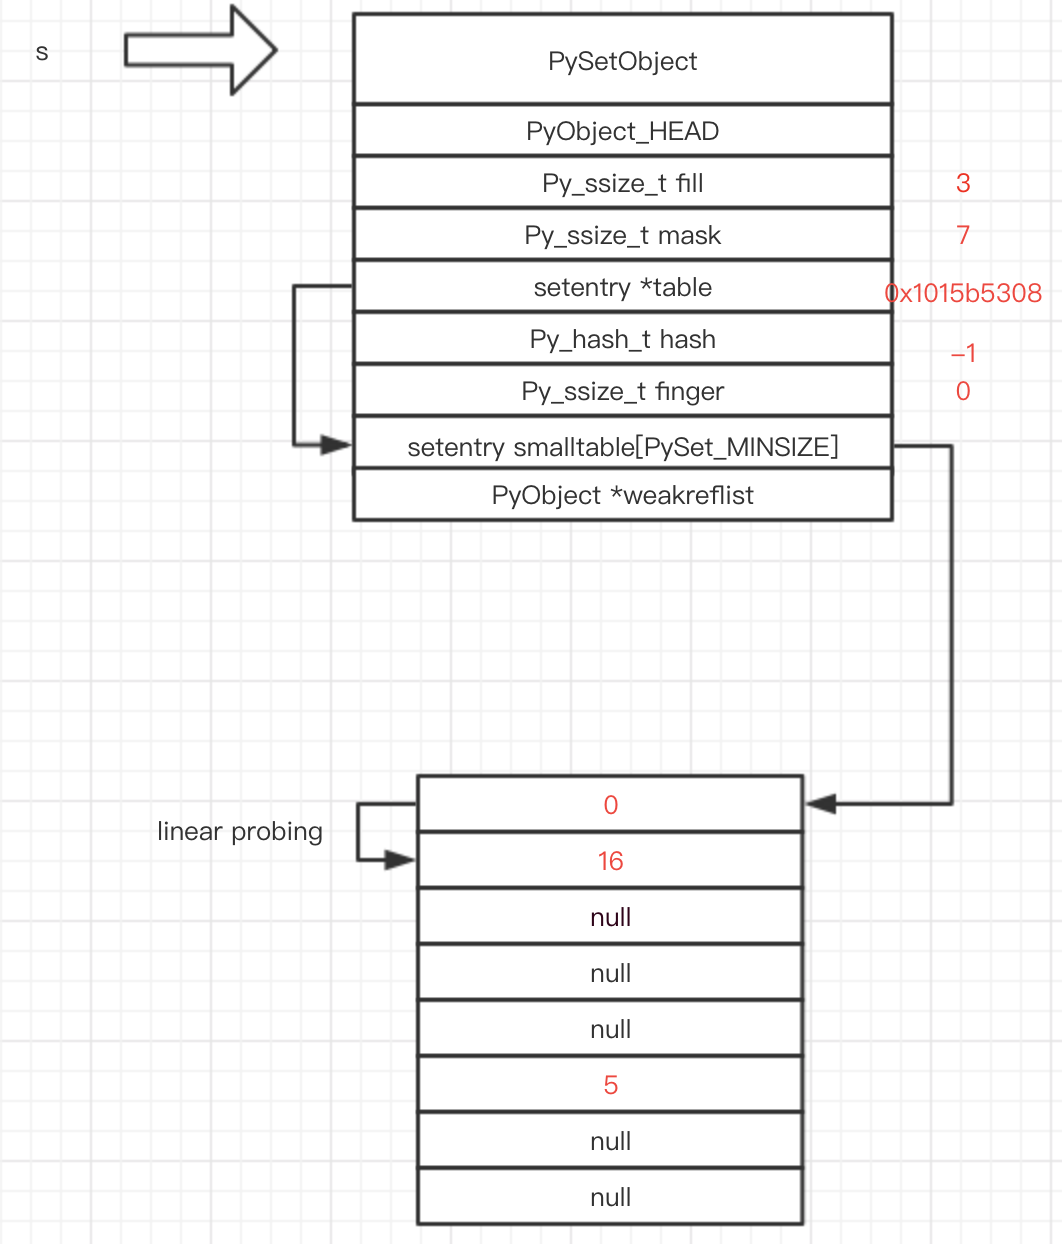 s
PySetObject
PyObject_HEAD
Py_ssize_t fill 3
Py_ssize_t mask 7
setentry *table 0x1015b5308
Py_hash_t hash –1
Py_ssize_t finger 0
setentry smalltable[PySet_MINSIZE]
PyObject *weakreflist
0
linear probing
16
null
null
null
5
null
null